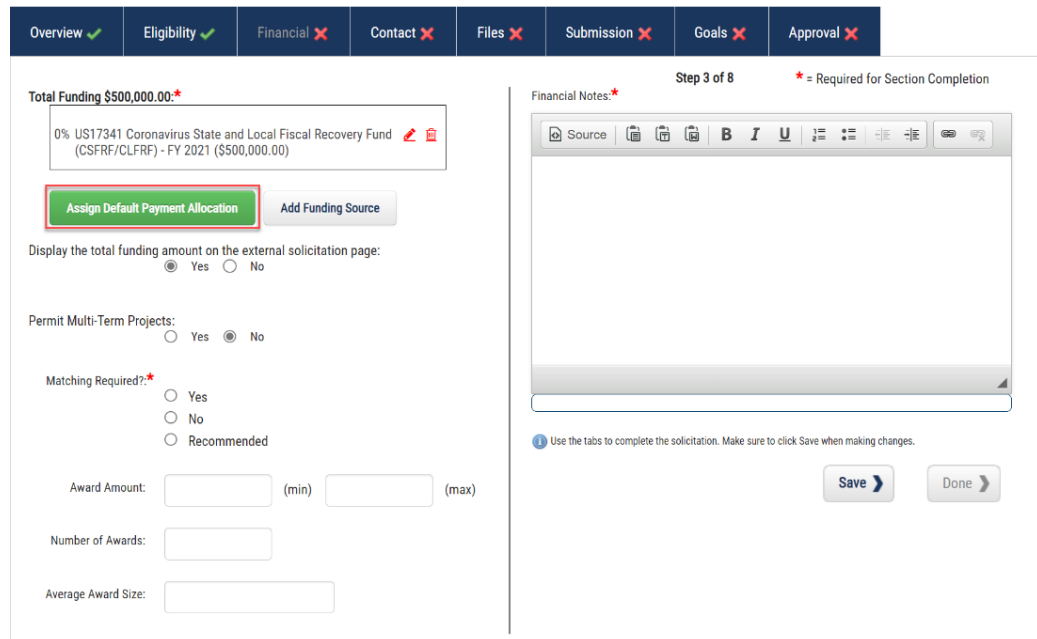 Overview Eligibility Financial Contact Files Submission Goals Approval
Step 3 of 8 * = Required for Section Completion
Total Funding $500,000.00:*
0% US17341 Coronavirus State and Local Fiscal Recovery Fund
(CSFRF/CLFRF) - FY 2021 ($500,000.00)
Assign Default Payment Allocation Add Funding Source
Display the total funding amount on the external solicitation page:
Yes No
Permit Multi-Term Projects:
Yes No
Matching Required?:*
Yes
No
Recommended
Award Amount: (min) (max)
Number of Awards:
Average Award Size:
Financial Notes:*
Source B I U
Use the tabs to complete the solicitation. Make sure to click Save when making changes.
Save Done